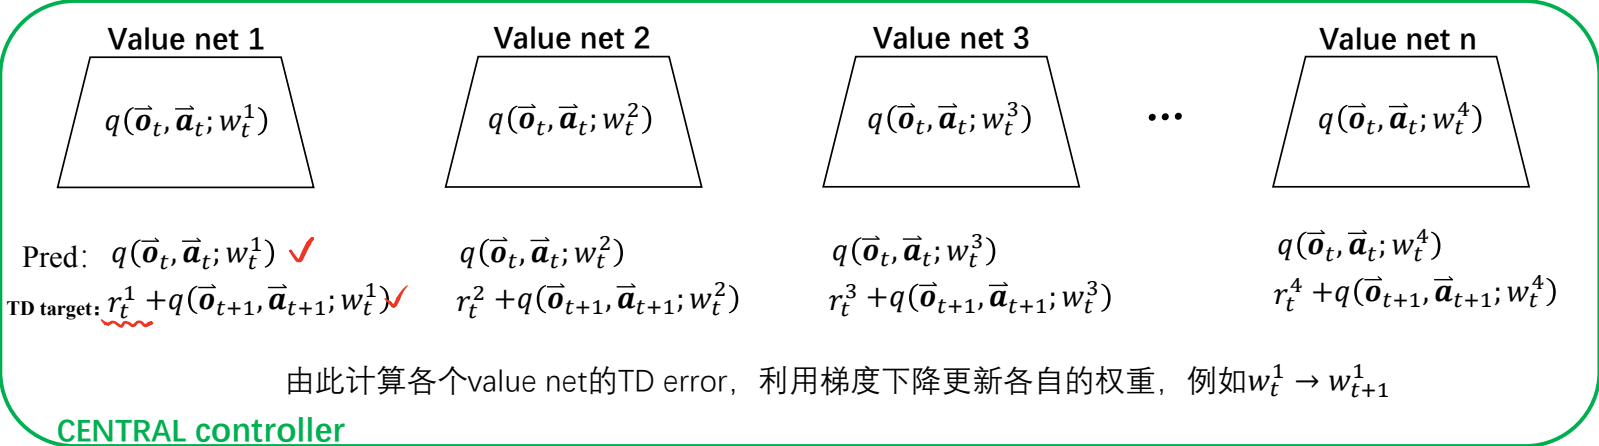 Value net 1
Value net 2
Value net 3
Value net n
q(o⃗_t, a⃗_t; w_t^1)
q(o⃗_t, a⃗_t; w_t^2)
q(o⃗_t, a⃗_t; w_t^3)
...
q(o⃗_t, a⃗_t; w_t^4)
Pred: q(o⃗_t, a⃗_t; w_t^1) ✓
q(o⃗_t, a⃗_t; w_t^2)
q(o⃗_t, a⃗_t; w_t^3)
q(o⃗_t, a⃗_t; w_t^4)
TD target: r_t^1 +q(o⃗_{t+1}, a⃗_{t+1}; w_t^1) ✓
r_t^2 +q(o⃗_{t+1}, a⃗_{t+1}; w_t^2)
r_t^3 +q(o⃗_{t+1}, a⃗_{t+1}; w_t^3)
r_t^4 +q(o⃗_{t+1}, a⃗_{t+1}; w_t^4)
由此计算各个value net的TD error，利用梯度下降更新各自的权重，例如w_t^1 → w_{t+1}^1
CENTRAL controller